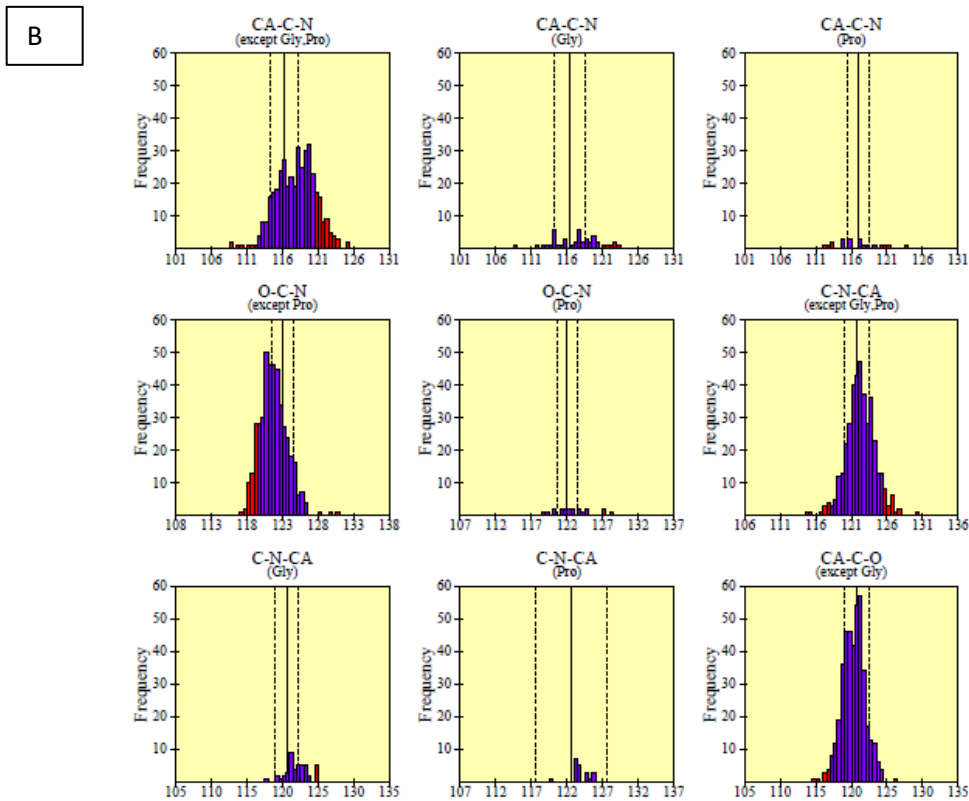 B
CA-C-N
(except Gly,Pro)
CA-C-N
(Gly)
CA-C-N
(Pro)
60
50
40
30
20
10
Frequency
101 106 111 116 121 126 131
60
50
40
30
20
10
Frequency
101 106 111 116 121 126 131
60
50
40
30
20
10
Frequency
101 106 111 116 121 126 131
O-C-N
(except Pro)
O-C-N
(Pro)
C-N-CA
(except Gly,Pro)
60
50
40
30
20
10
Frequency
108 113 118 123 128 133 138
60
50
40
30
20
10
Frequency
107 112 117 122 127 132 137
60
50
40
30
20
10
Frequency
106 111 116 121 126 131 136
C-N-CA
(Gly)
C-N-CA
(Pro)
CA-C-O
(except Gly)
60
50
40
30
20
10
Frequency
105 110 115 120 125 130 135
60
50
40
30
20
10
Frequency
107 112 117 122 127 132 137
60
50
40
30
20
10
Frequency
105 110 115 120 125 130 135